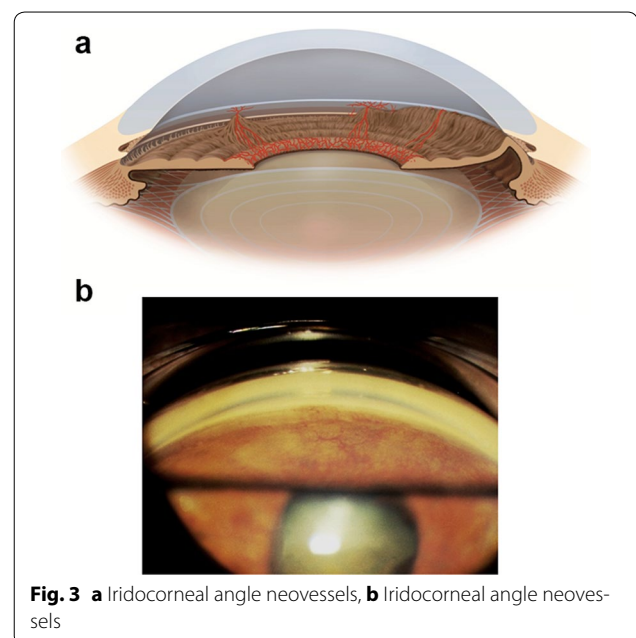 a
b
Fig. 3 a Iridocorneal angle neovessels, b Iridocorneal angle neoves-
sels